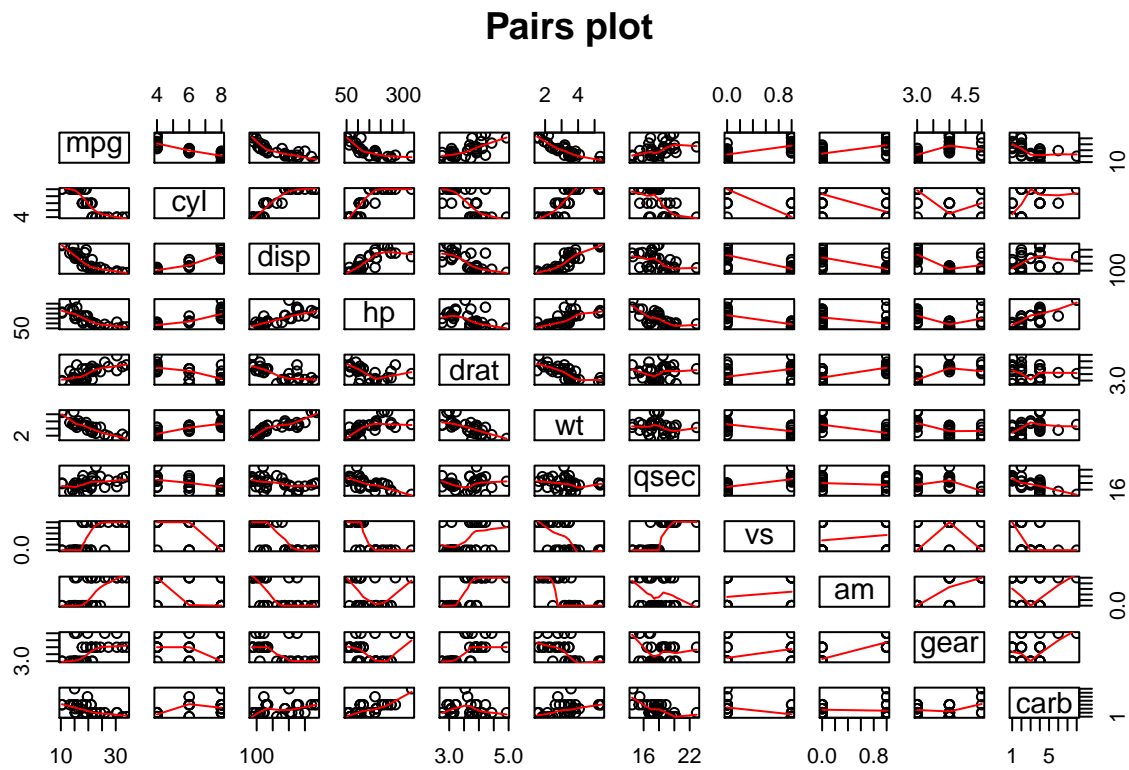 Pairs plot
4 6 8 50 300 2 4 0.0 0.8 3.0 4.5
mpg 10
4 cyl
disp 100
50 hp
drat 3.0
2 wt
qsec 16
0.0 vs
am 0.0
3.0 gear
carb 1
10 30 100 3.0 5.0 16 22 0.0 0.8 1 5